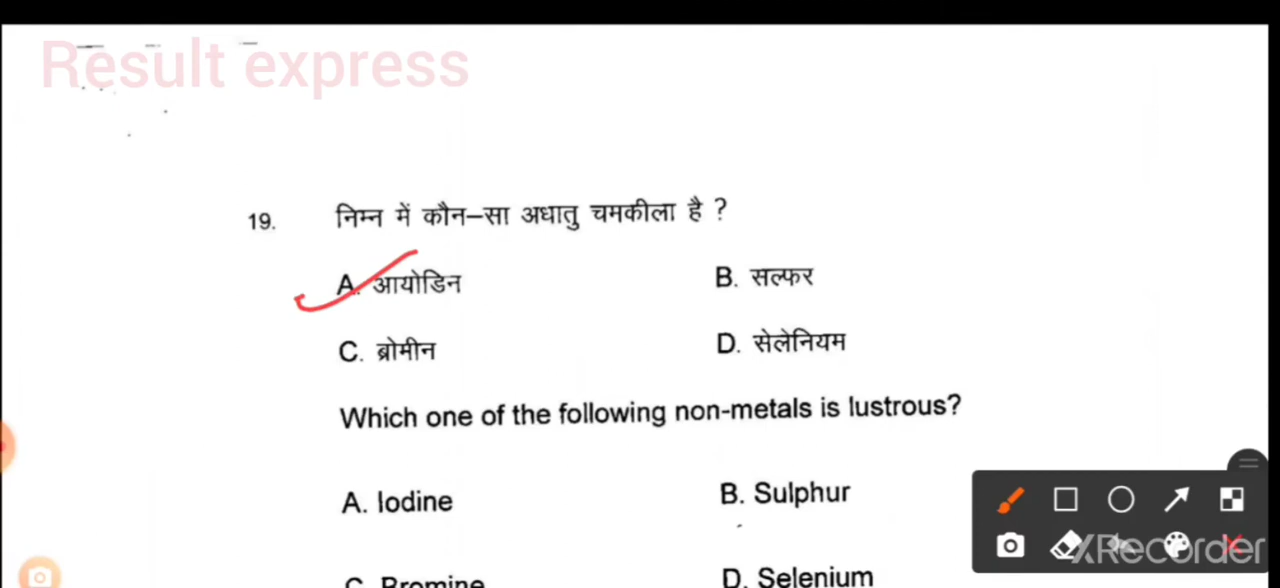 Result express
19. निम्न में कौन–सा अधातु चमकीला है ?
A. आयोडिन B. सल्फर
C. ब्रोमीन D. सेलेनियम
Which one of the following non-metals is lustrous?
A. Iodine B. Sulphur
C. Bromine D. Selenium
XRecorder